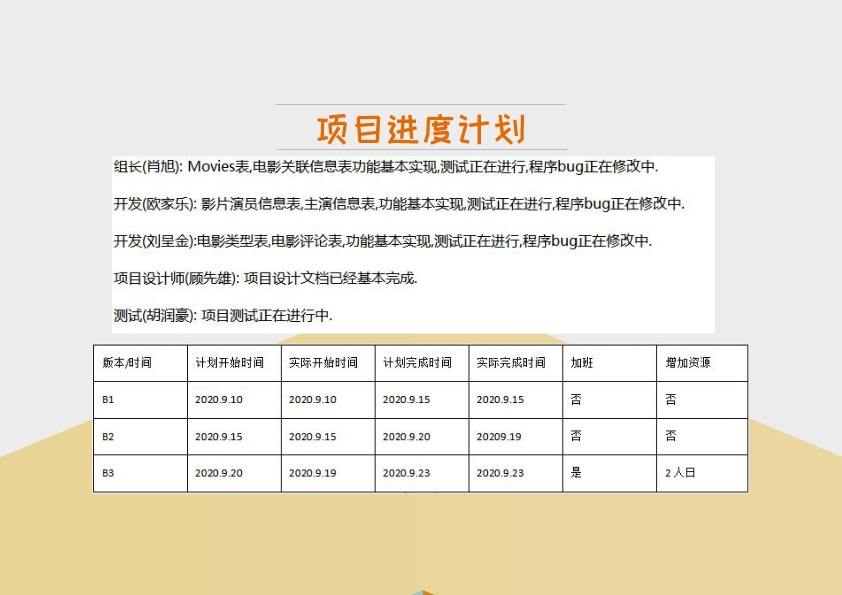 项目进度计划
组长(肖旭): Movies表,电影关联信息表功能基本实现,测试正在进行,程序bug正在修改中.
开发(欧家乐): 影片演员信息表,主演信息表,功能基本实现,测试正在进行,程序bug正在修改中.
开发(刘呈金):电影类型表,电影评论表,功能基本实现,测试正在进行,程序bug正在修改中.
项目设计师(顾先雄): 项目设计文档已经基本完成.
测试(胡润豪): 项目测试正在进行中.
版本/时间 计划开始时间 实际开始时间 计划完成时间 实际完成时间 加班 增加资源
B1 2020.9.10 2020.9.10 2020.9.15 2020.9.15 否 否
B2 2020.9.15 2020.9.15 2020.9.20 20209.19 否 否
B3 2020.9.20 2020.9.19 2020.9.23 2020.9.23 是 2人日